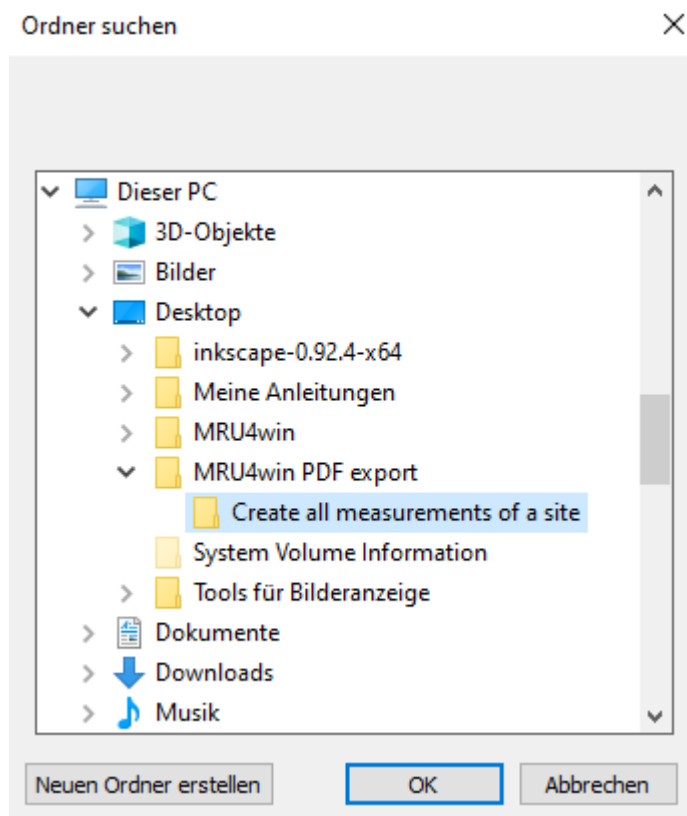 Ordner suchen
Dieser PC
3D-Objekte
Bilder
Desktop
inkscape-0.92.4-x64
Meine Anleitungen
MRU4win
MRU4win PDF export
Create all measurements of a site
System Volume Information
Tools für Bilderanzeige
Dokumente
Downloads
Musik
Neuen Ordner erstellen OK Abbrechen